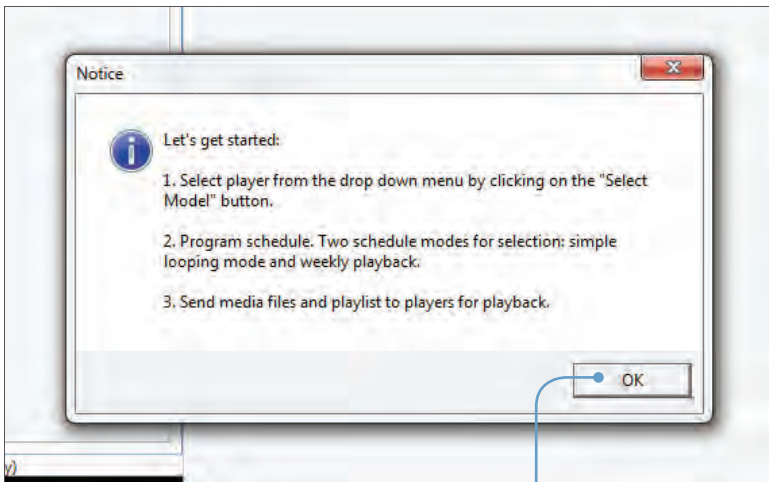 Notice
Let's get started:
1. Select player from the drop down menu by clicking on the "Select
Model" button.
2. Program schedule. Two schedule modes for selection: simple
looping mode and weekly playback.
3. Send media files and playlist to players for playback.
OK
y)